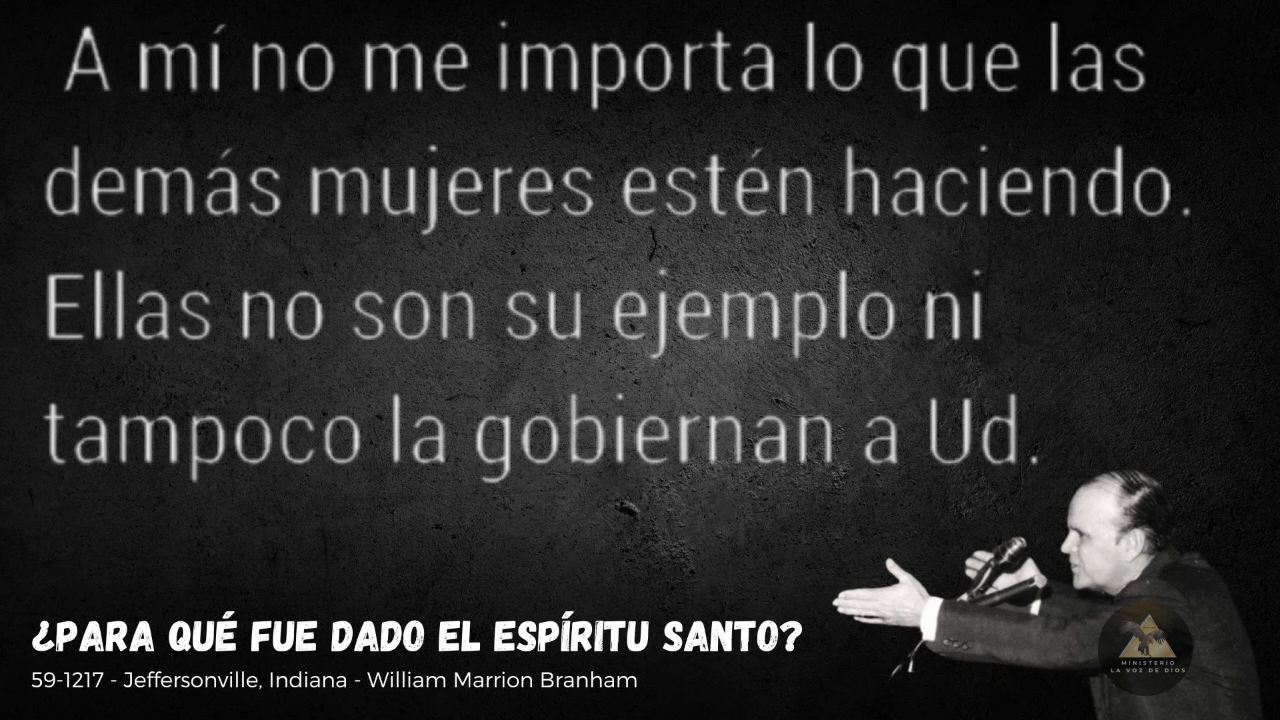 A mí no me importa lo que las
demás mujeres estén haciendo.
Ellas no son su ejemplo ni
tampoco la gobiernan a Ud.
¿PARA QUÉ FUE DADO EL ESPÍRITU SANTO?
59-1217 - Jeffersonville, Indiana - William Marrion Branham
MINISTERIO
LA VOZ DE DIOS